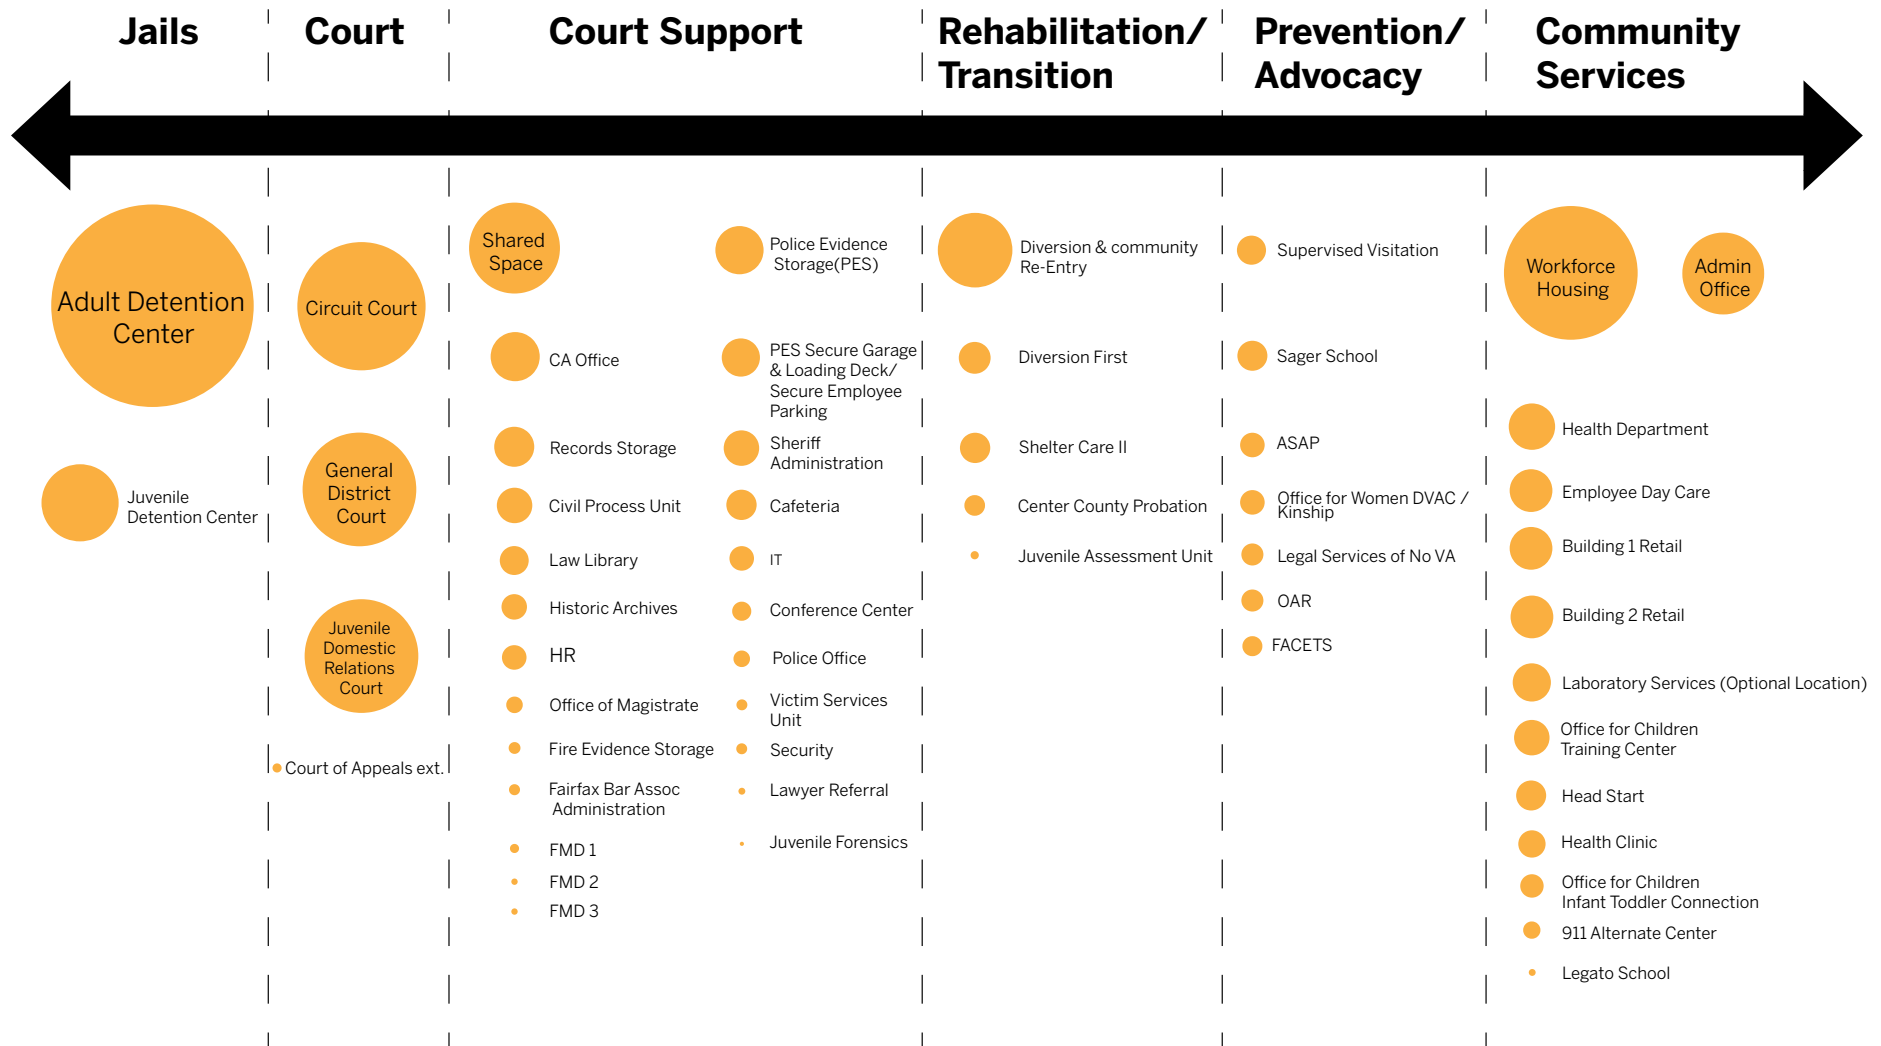 Jails
Court
Court Support
Rehabilitation/
Transition
Prevention/
Advocacy
Community
Services
Adult Detention
Center
Juvenile
Detention Center
Circuit Court
General
District
Court
Juvenile
Domestic
Relations
Court
Court of Appeals ext.
Shared
Space
CA Office
Records Storage
Civil Process Unit
Law Library
Historic Archives
HR
Office of Magistrate
Fire Evidence Storage
Fairfax Bar Assoc
Administration
FMD 1
FMD 2
FMD 3
Police Evidence
Storage(PES)
PES Secure Garage
& Loading Deck/
Secure Employee
Parking
Sheriff
Administration
Cafeteria
IT
Conference Center
Police Office
Victim Services
Unit
Security
Lawyer Referral
Juvenile Forensics
Diversion & community
Re-Entry
Diversion First
Shelter Care II
Center County Probation
Juvenile Assessment Unit
Supervised Visitation
Sager School
ASAP
Office for Women DVAC /
Kinship
Legal Services of No VA
OAR
FACETS
Workforce
Housing
Admin
Office
Health Department
Employee Day Care
Building 1 Retail
Building 2 Retail
Laboratory Services (Optional Location)
Office for Children
Training Center
Head Start
Health Clinic
Office for Children
Infant Toddler Connection
911 Alternate Center
Legato School